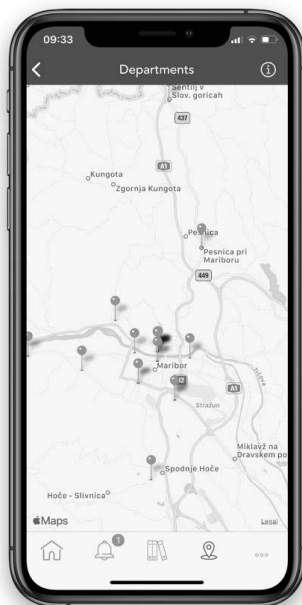 09:33
Departments
Šentilj v
Slov. goricah
437
A1
Kungota
Zgornja Kungota
Pesnica
Pesnica pri
Mariboru
449
Maribor
A1
Stražun
Miklavž na
Dravskem po
Spodnje Hoče
Hoče - Slivnica
Maps
Legal
1